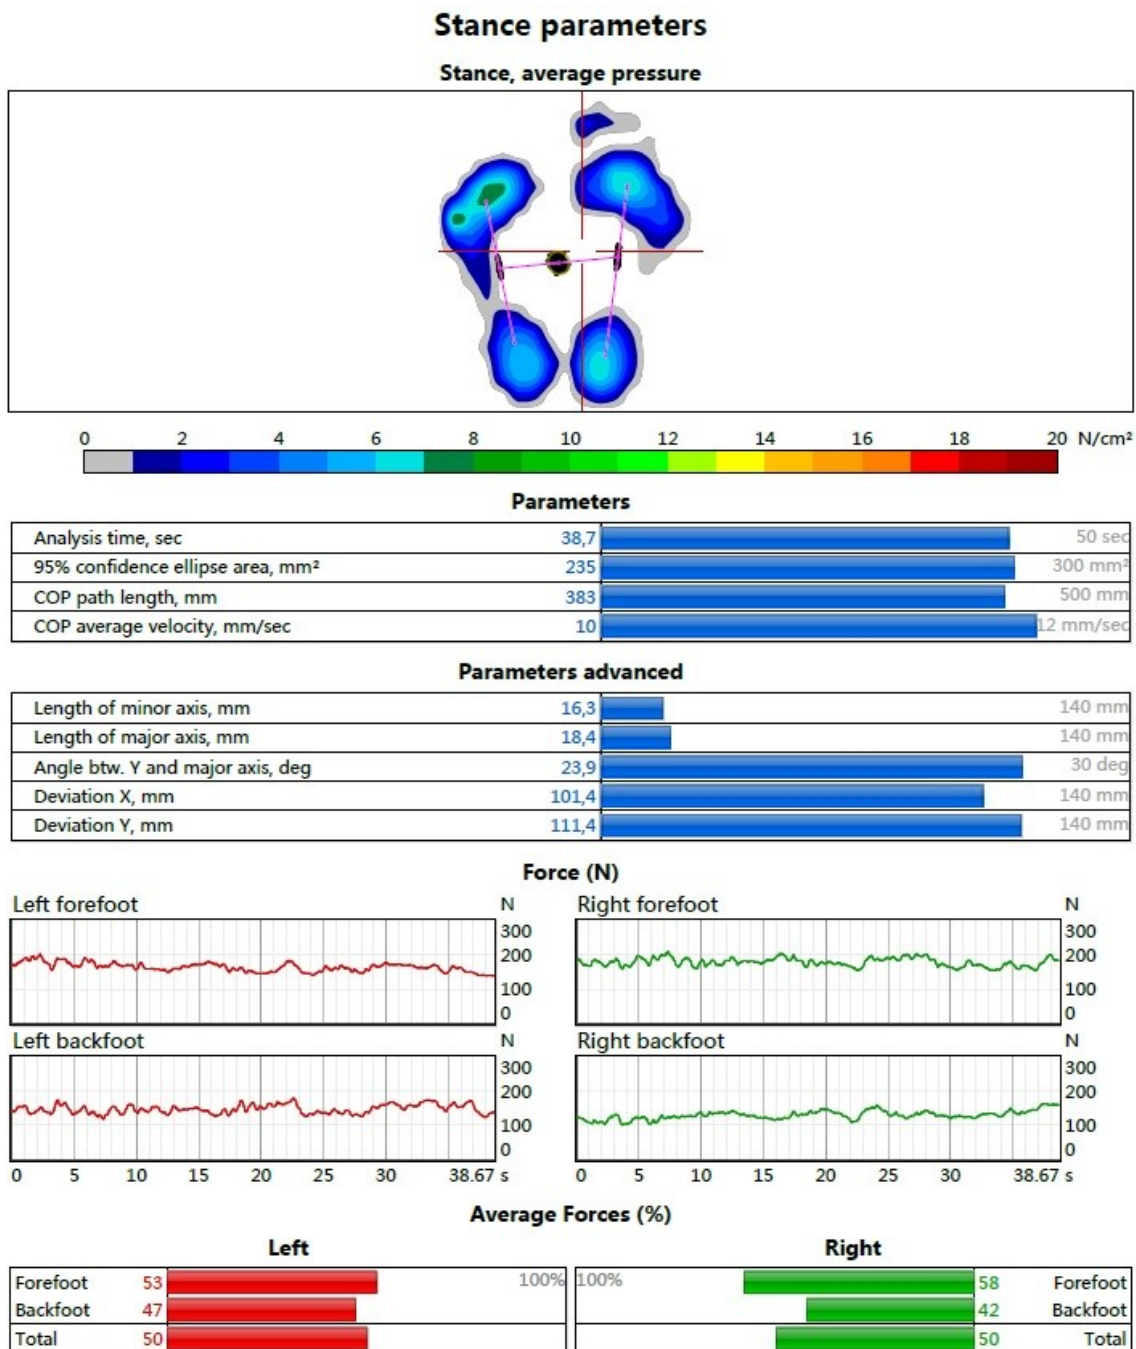 Stance parameters
Stance, average pressure
0 2 4 6 8 10 12 14 16 18 20 N/cm²
Parameters
Analysis time, sec 38,7 50 sec
95% confidence ellipse area, mm² 235 300 mm²
COP path length, mm 383 500 mm
COP average velocity, mm/sec 10 12 mm/sec
Parameters advanced
Length of minor axis, mm 16,3 140 mm
Length of major axis, mm 18,4 140 mm
Angle btw. Y and major axis, deg 23,9 30 deg
Deviation X, mm 101,4 140 mm
Deviation Y, mm 111,4 140 mm
Force (N)
Left forefoot N Right forefoot N
300 300
200 200
100 100
0 0
Left backfoot N Right backfoot N
300 300
200 200
100 100
0 0
0 5 10 15 20 25 30 38.67 s 0 5 10 15 20 25 30 38.67 s
Average Forces (%)
Left Right
Forefoot 53 100% 100% 58 Forefoot
Backfoot 47 42 Backfoot
Total 50 50 Total